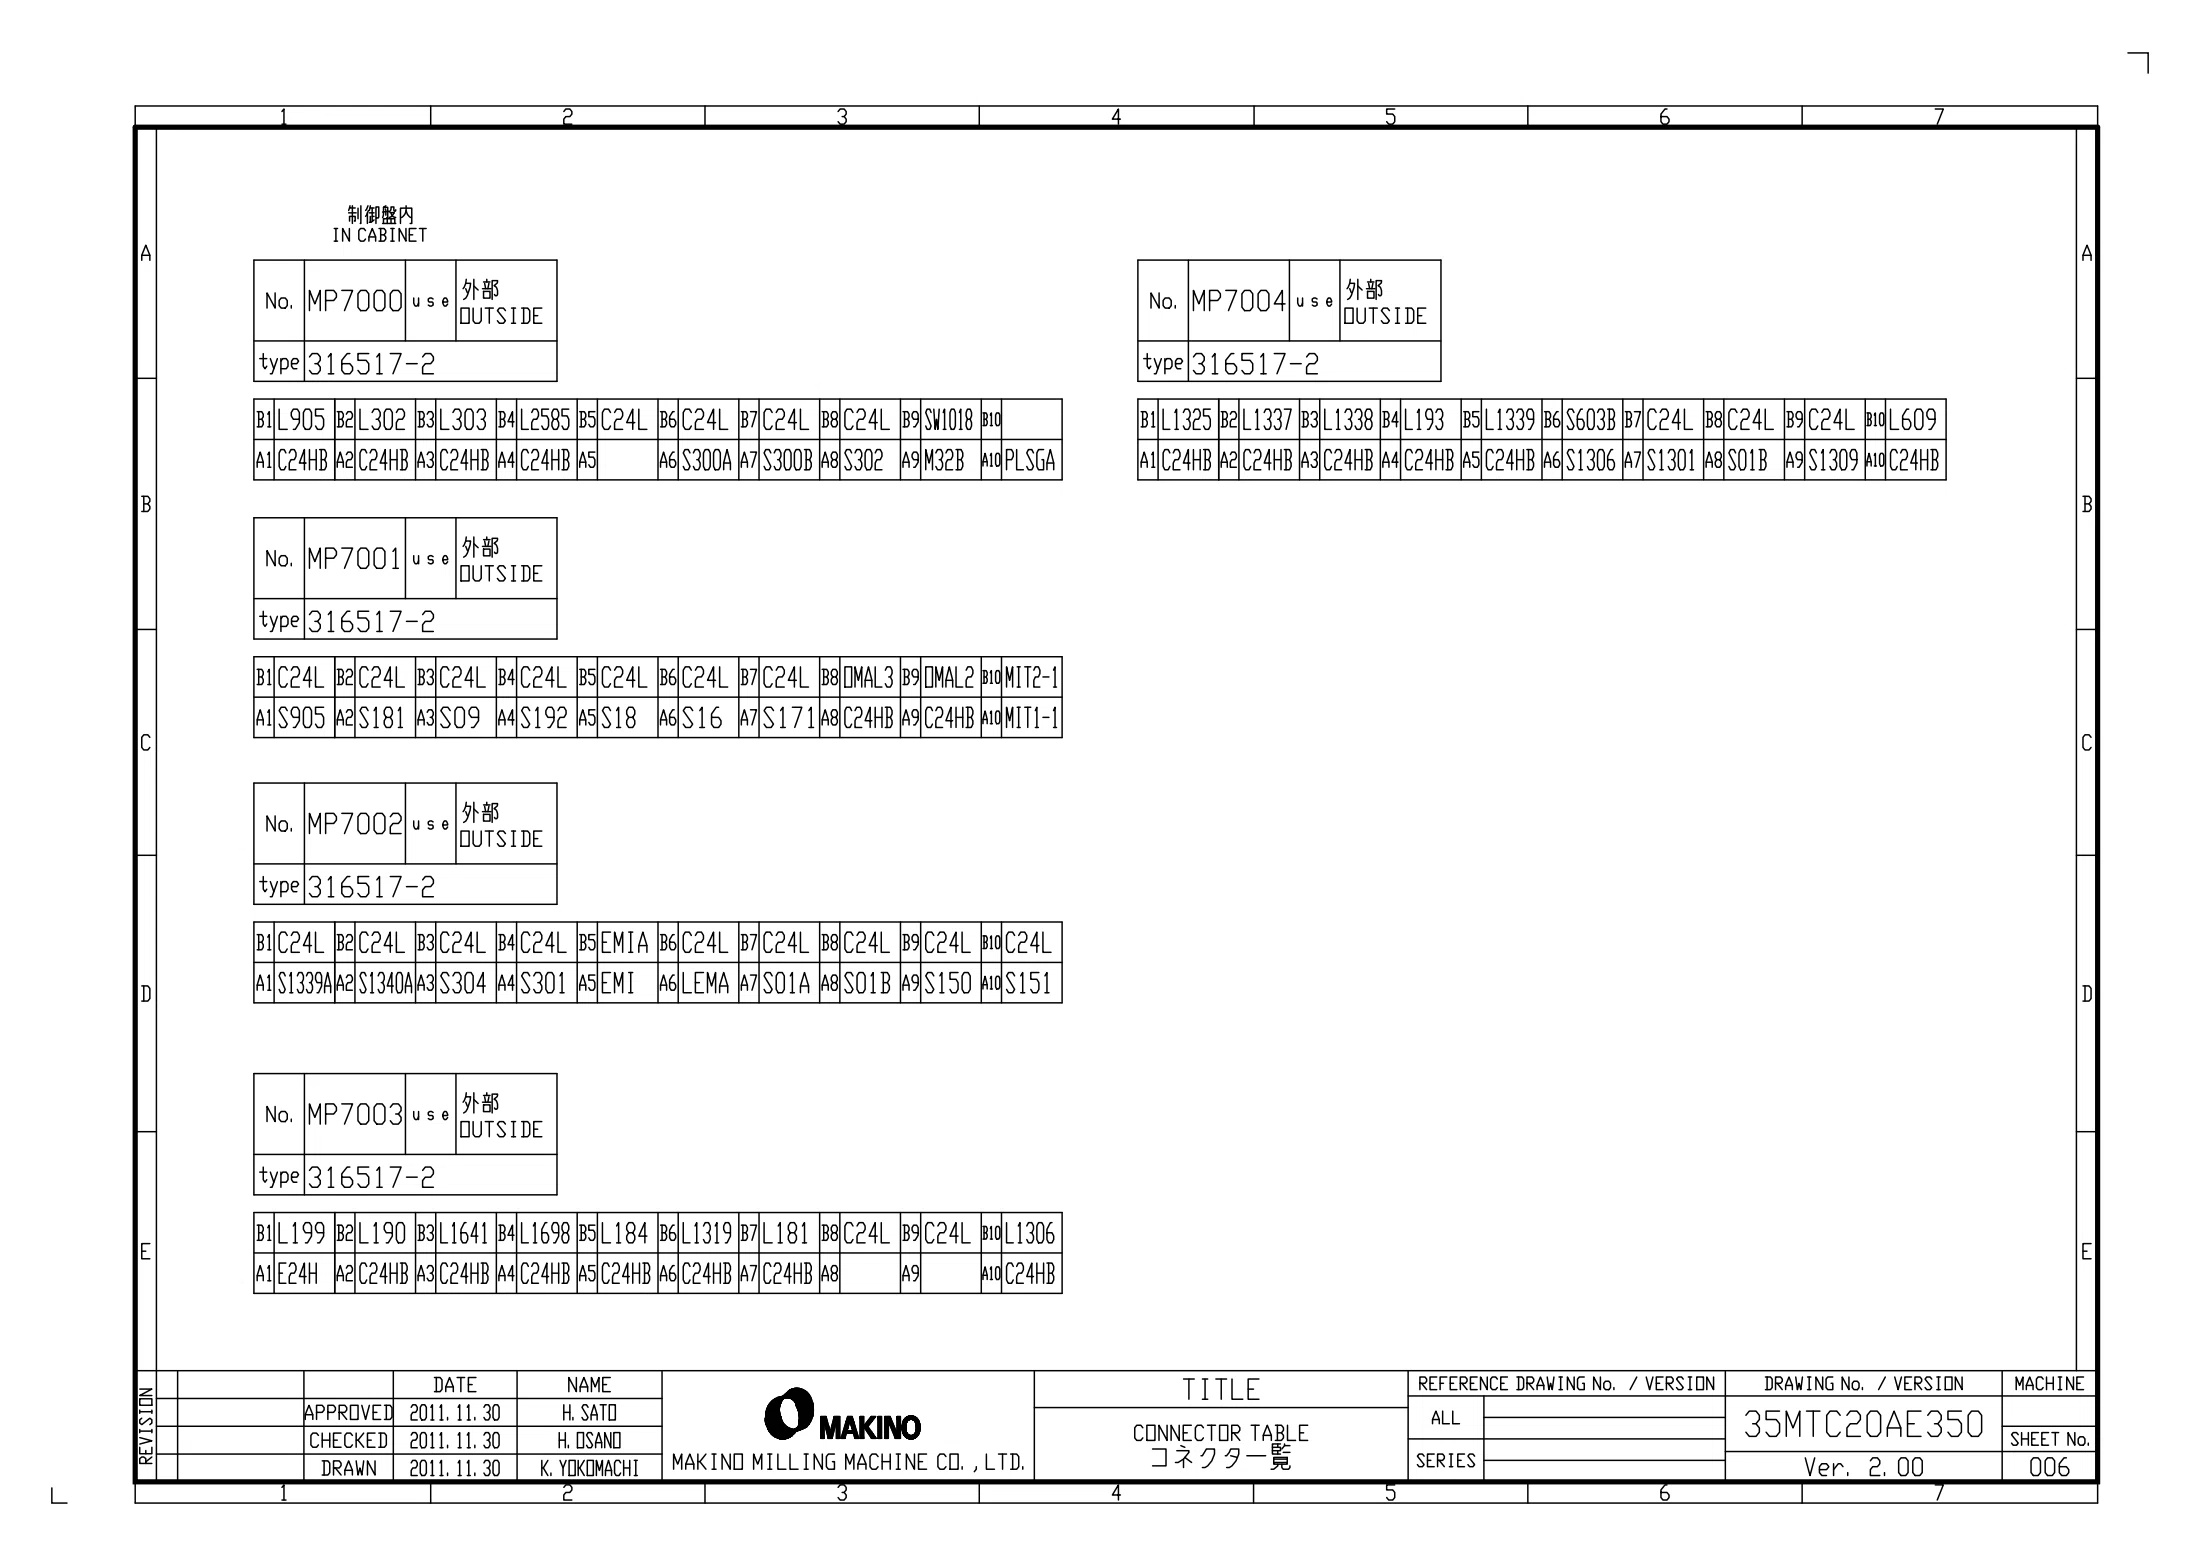 1 2 3 4 5 6 7
A
B
C
D
E
制御盤内
IN CABINET
No. MP7000 use 外部
OUTSIDE
type 316517-2
B1 L905 B2 L302 B3 L303 B4 L2585 B5 C24L B6 C24L B7 C24L B8 C24L B9 SW1018 B10
A1 C24HB A2 C24HB A3 C24HB A4 C24HB A5 A6 S300A A7 S300B A8 S302 A9 M32B A10 PLSGA
No. MP7001 use 外部
OUTSIDE
type 316517-2
B1 C24L B2 C24L B3 C24L B4 C24L B5 C24L B6 C24L B7 C24L B8 OMAL3 B9 OMAL2 B10 MIT2-1
A1 S905 A2 S181 A3 S09 A4 S192 A5 S18 A6 S16 A7 S171 A8 C24HB A9 C24HB A10 MIT1-1
No. MP7002 use 外部
OUTSIDE
type 316517-2
B1 C24L B2 C24L B3 C24L B4 C24L B5 EMIA B6 C24L B7 C24L B8 C24L B9 C24L B10 C24L
A1 S1339A A2 S1340A A3 S304 A4 S301 A5 EMI A6 LEMA A7 S01A A8 S01B A9 S150 A10 S151
No. MP7003 use 外部
OUTSIDE
type 316517-2
B1 L199 B2 L190 B3 L1641 B4 L1698 B5 L184 B6 L1319 B7 L181 B8 C24L B9 C24L B10 L1306
A1 E24H A2 C24HB A3 C24HB A4 C24HB A5 C24HB A6 C24HB A7 C24HB A8 A9 A10 C24HB
No. MP7004 use 外部
OUTSIDE
type 316517-2
B1 L1325 B2 L1337 B3 L1338 B4 L193 B5 L1339 B6 S603B B7 C24L B8 C24L B9 C24L B10 L609
A1 C24HB A2 C24HB A3 C24HB A4 C24HB A5 C24HB A6 S1306 A7 S1301 A8 S01B A9 S1309 A10 C24HB
A
B
C
D
E
REVISION
DATE NAME
APPROVED 2011. 11. 30 H. SATO
CHECKED 2011. 11. 30 H. OSANO
DRAWN 2011. 11. 30 K. YOKOMACHI
MAKINO
MAKINO MILLING MACHINE CO. , LTD.
TITLE
CONNECTOR TABLE
コネクター覧
REFERENCE DRAWING No. / VERSION
ALL
SERIES
DRAWING No. / VERSION
35MTC20AE350
Ver. 2. 00
MACHINE
SHEET No.
006
1 2 3 4 5 6 7